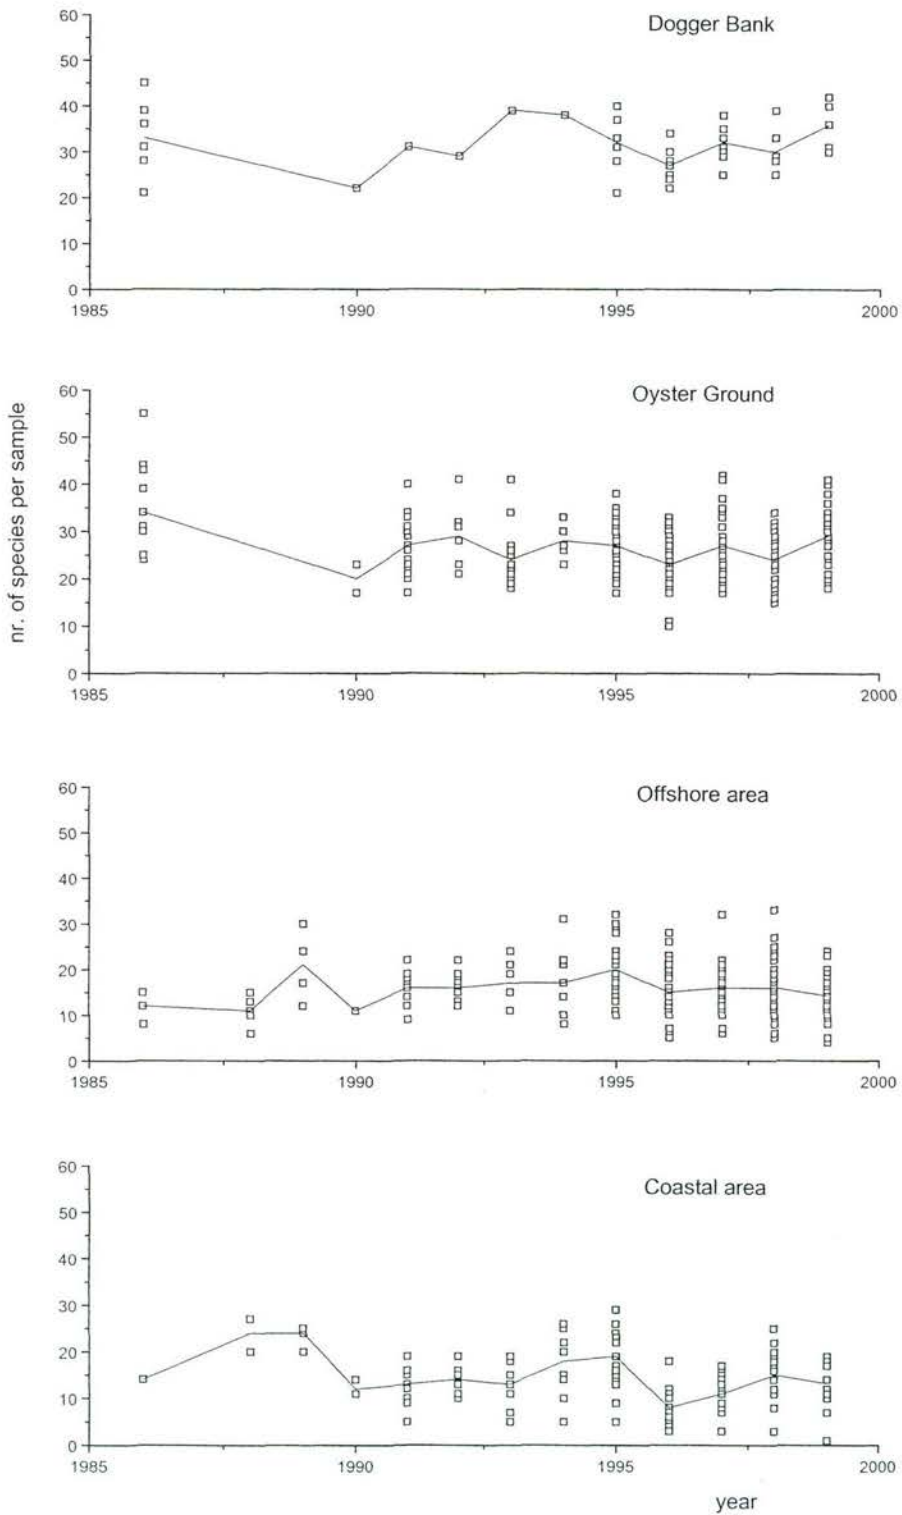 nr. of species per sample
Dogger Bank
60
50
40
30
20
10
0
1985 1990 1995 2000
Oyster Ground
60
50
40
30
20
10
0
1985 1990 1995 2000
Offshore area
60
50
40
30
20
10
0
1985 1990 1995 2000
Coastal area
60
50
40
30
20
10
0
1985 1990 1995 2000
year